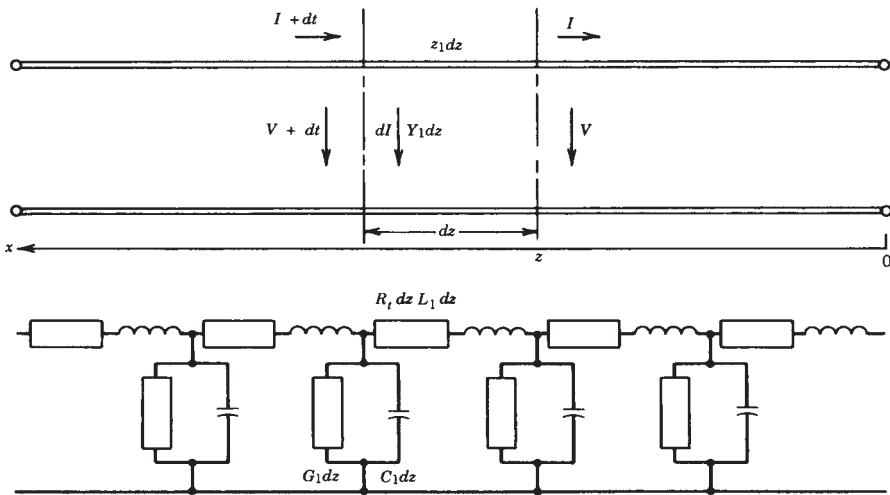 I + dt
I
z₁dz
V + dt
dI
Y₁dz
V
dz
x
z
0
Rₜ dz L₁ dz
G₁dz
C₁dz